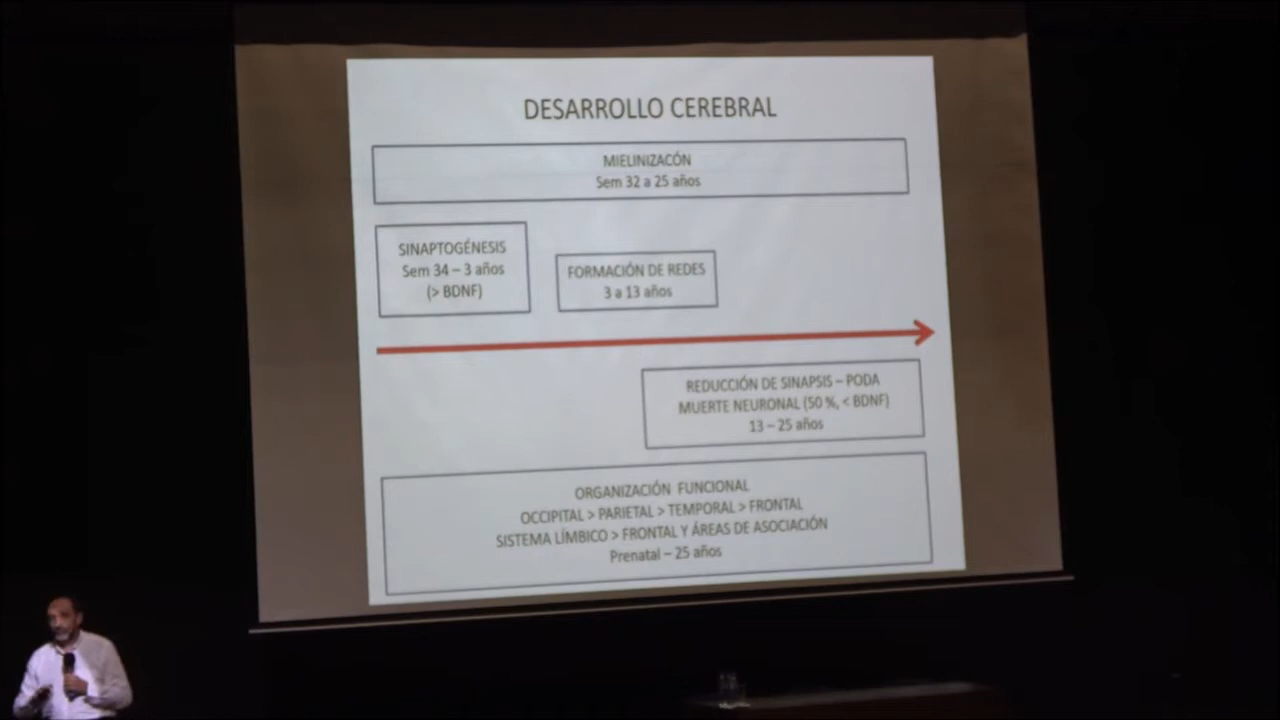 DESARROLLO CEREBRAL
MIELINIZACÓN
Sem 32 a 25 años
SINAPTOGÉNESIS
Sem 34 – 3 años
(> BDNF)
FORMACIÓN DE REDES
3 a 13 años
REDUCCIÓN DE SINAPSIS – PODA
MUERTE NEURONAL (50 %, < BDNF)
13 – 25 años
ORGANIZACIÓN FUNCIONAL
OCCIPITAL > PARIETAL > TEMPORAL > FRONTAL
SISTEMA LÍMBICO > FRONTAL Y ÁREAS DE ASOCIACIÓN
Prenatal – 25 años